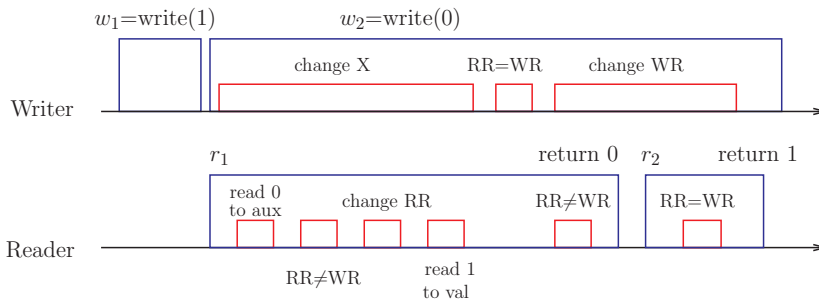 w₁=write(1) w₂=write(0)
change X RR=WR change WR
Writer
r₁ return 0 r₂ return 1
read 0
to aux change RR RR≠WR RR=WR
Reader
RR≠WR read 1
to val